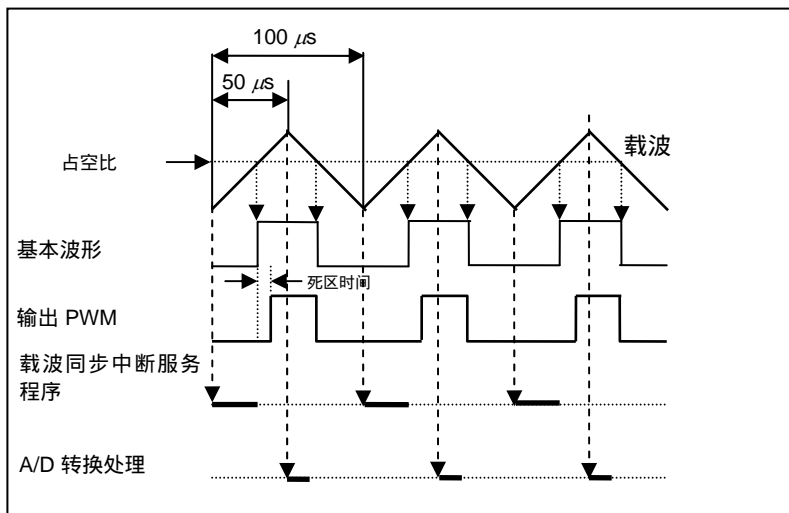 100 μs
50 μs
占空比
载波
基本波形
死区时间
输出 PWM
载波同步中断服务
程序
A/D 转换处理